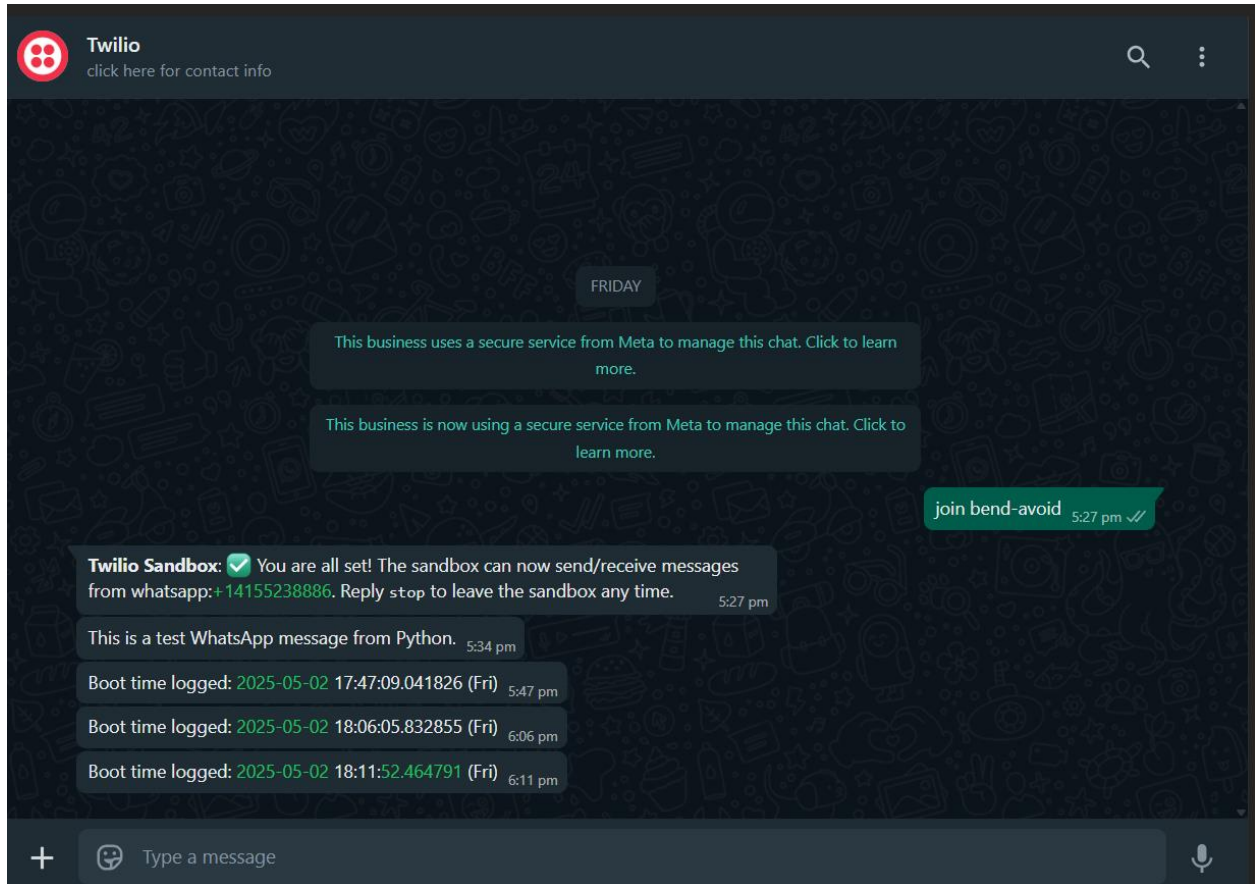 Twilio
click here for contact info
FRIDAY
This business uses a secure service from Meta to manage this chat. Click to learn
more.
This business is now using a secure service from Meta to manage this chat. Click to
learn more.
join bend-avoid 5:27 pm
Twilio Sandbox: ✅ You are all set! The sandbox can now send/receive messages
from whatsapp:+14155238886. Reply stop to leave the sandbox any time. 5:27 pm
This is a test WhatsApp message from Python. 5:34 pm
Boot time logged: 2025-05-02 17:47:09.041826 (Fri) 5:47 pm
Boot time logged: 2025-05-02 18:06:05.832855 (Fri) 6:06 pm
Boot time logged: 2025-05-02 18:11:52.464791 (Fri) 6:11 pm
Type a message